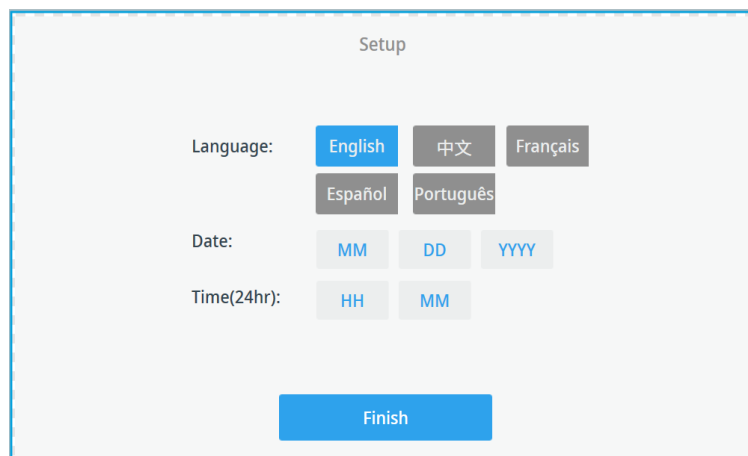 Setup
Language: English 中文 Français
Español Português
Date: MM DD YYYY
Time(24hr): HH MM
Finish